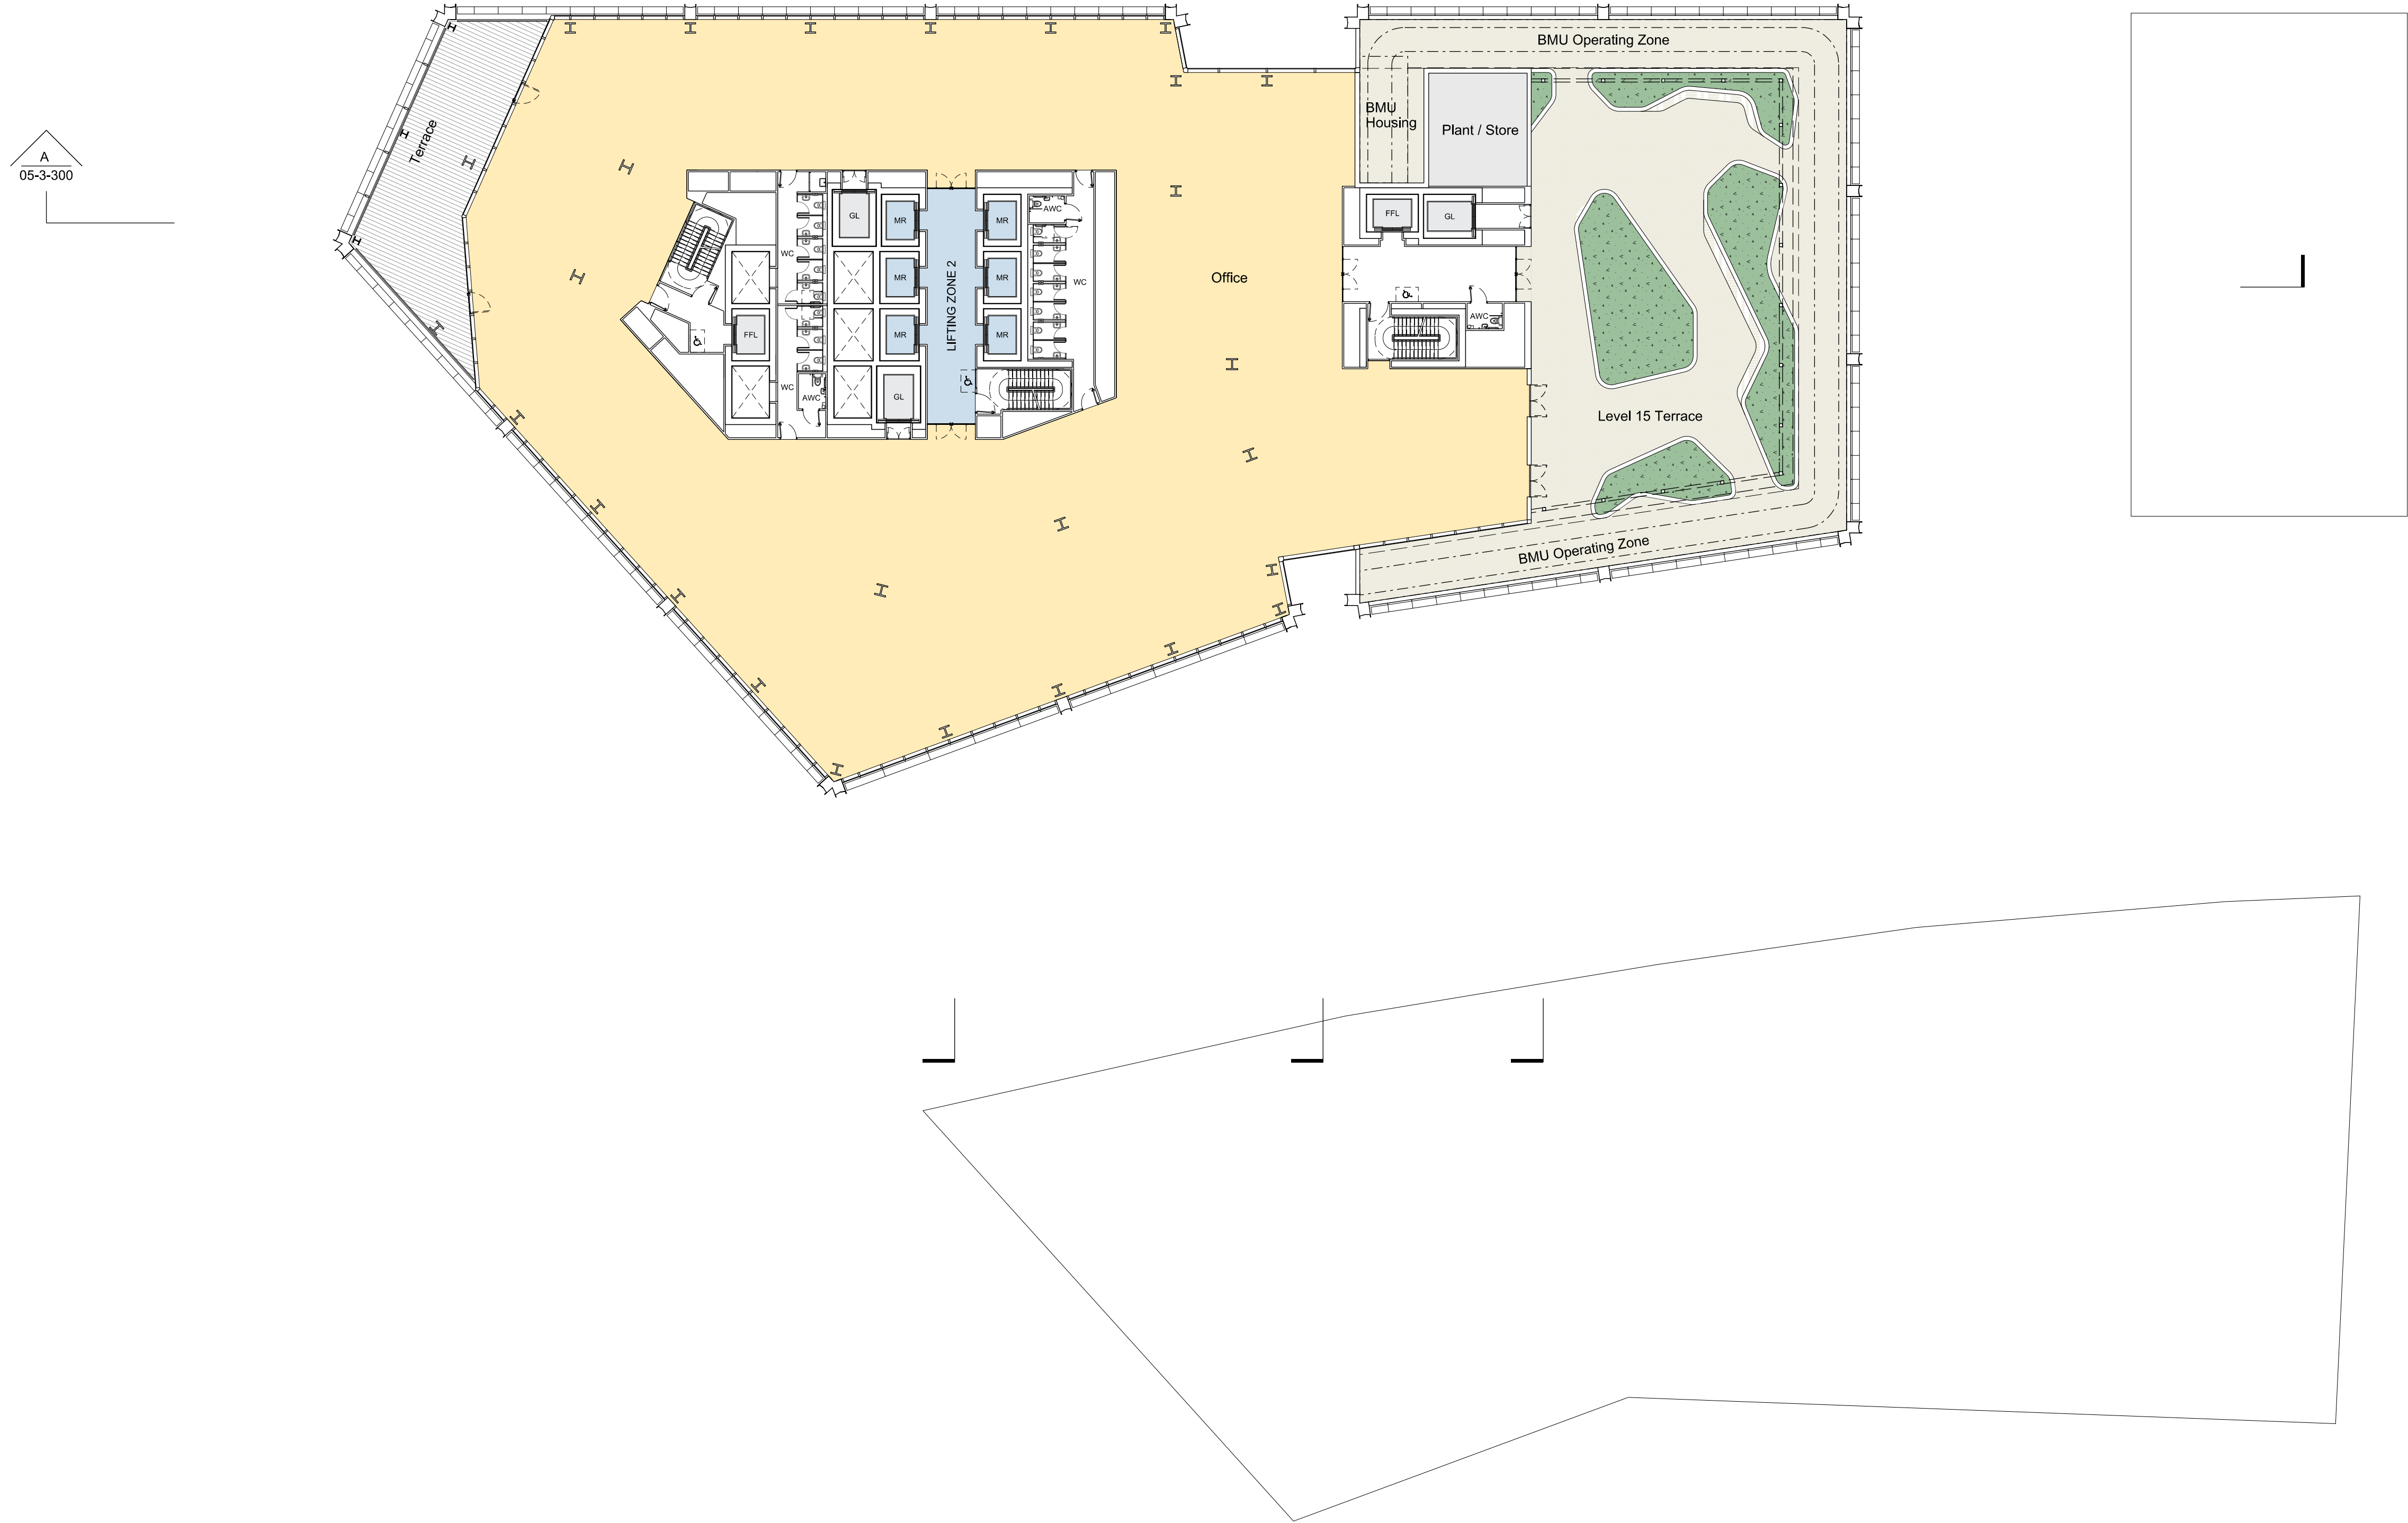 BMU Operating Zone
BMU
Housing
Plant / Store
Terrace
A
05-3-300
AWC
GL
MR
MR
FFL
GL
WC
LIFTING ZONE 2
MR
MR
WC
Office
FFL
MR
MR
AWC
WC
AWC
GL
Level 15 Terrace
BMU Operating Zone